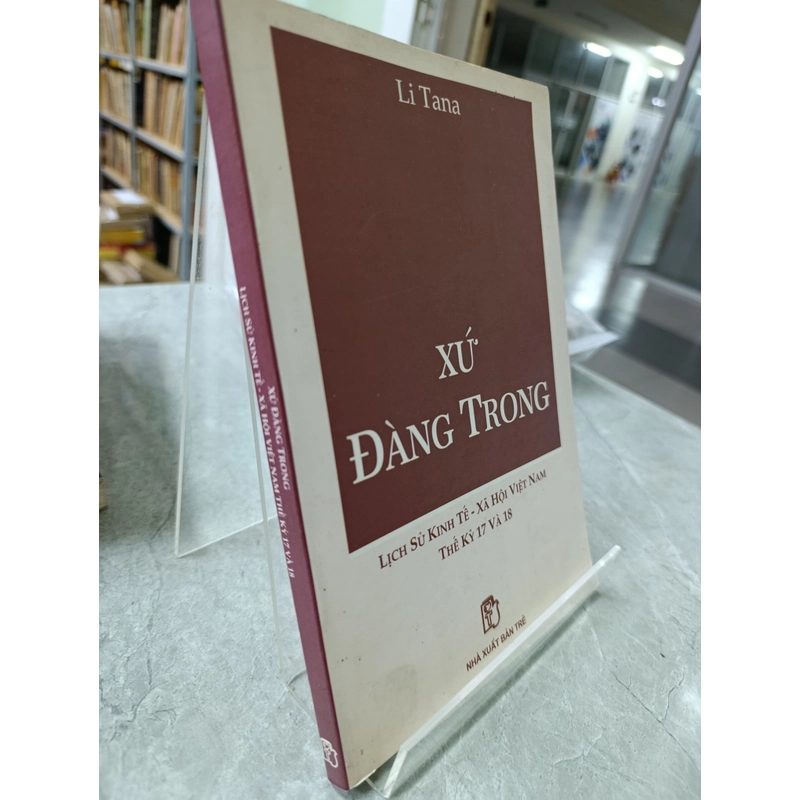 Li Tana
XỨ
ĐÀNG TRONG
LỊCH SỬ KINH TẾ - XÃ HỘI VIỆT NAM
THẾ KỶ 17 VÀ 18
NHÀ XUẤT BẢN TRẺ
XỨ ĐÀNG TRONG
LỊCH SỬ KINH TẾ - XÃ HỘI VIỆT NAM THẾ KỶ 17 VÀ 18